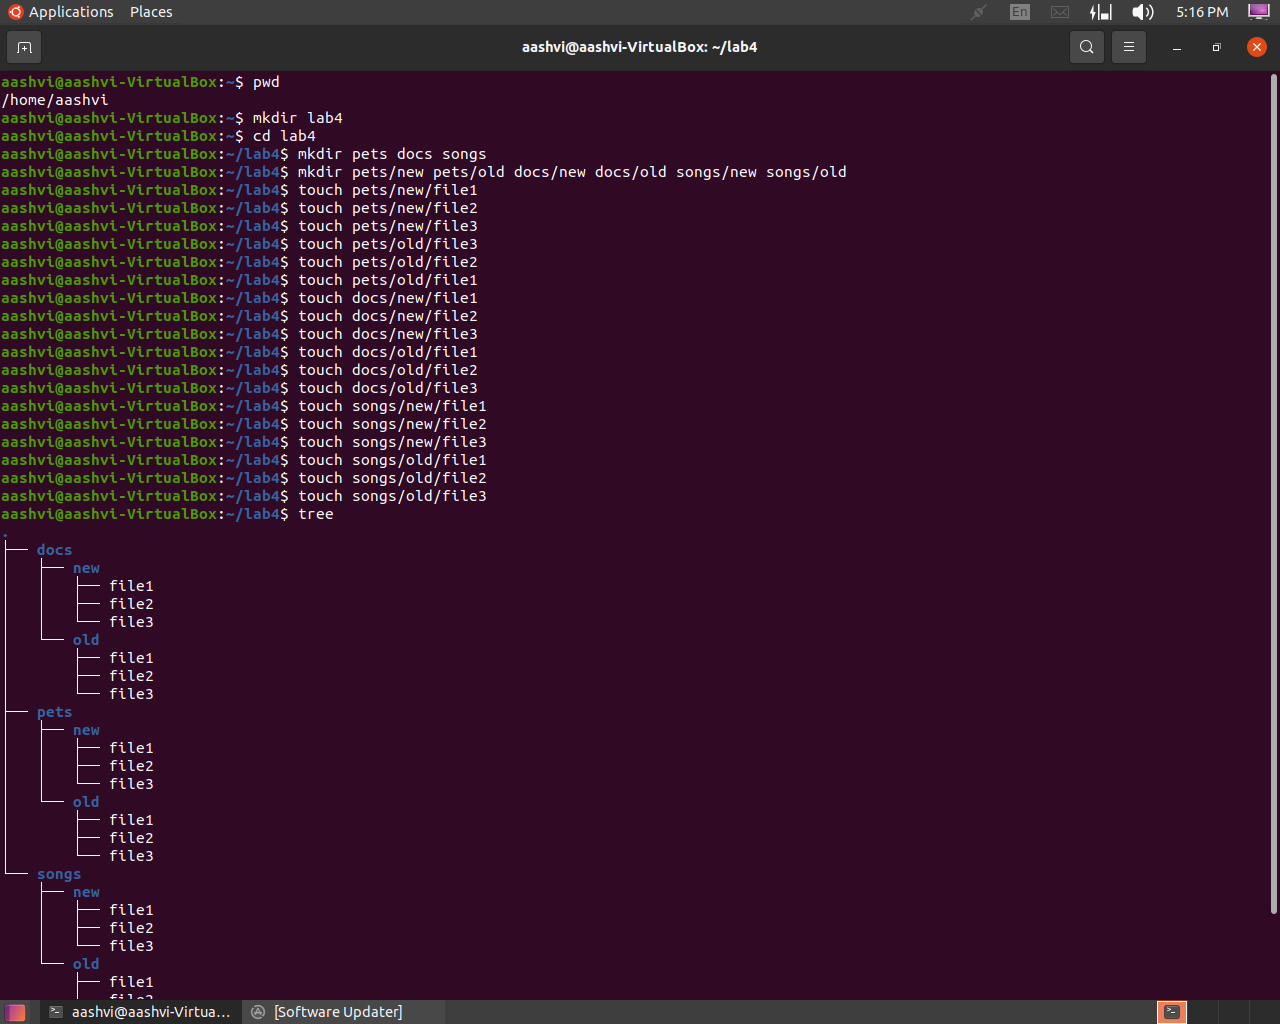 Applications Places En 5:16 PM
aashvi@aashvi-VirtualBox: ~/lab4
aashvi@aashvi-VirtualBox:~$ pwd
/home/aashvi
aashvi@aashvi-VirtualBox:~$ mkdir lab4
aashvi@aashvi-VirtualBox:~$ cd lab4
aashvi@aashvi-VirtualBox:~/lab4$ mkdir pets docs songs
aashvi@aashvi-VirtualBox:~/lab4$ mkdir pets/new pets/old docs/new docs/old songs/new songs/old
aashvi@aashvi-VirtualBox:~/lab4$ touch pets/new/file1
aashvi@aashvi-VirtualBox:~/lab4$ touch pets/new/file2
aashvi@aashvi-VirtualBox:~/lab4$ touch pets/new/file3
aashvi@aashvi-VirtualBox:~/lab4$ touch pets/old/file3
aashvi@aashvi-VirtualBox:~/lab4$ touch pets/old/file2
aashvi@aashvi-VirtualBox:~/lab4$ touch pets/old/file1
aashvi@aashvi-VirtualBox:~/lab4$ touch docs/new/file1
aashvi@aashvi-VirtualBox:~/lab4$ touch docs/new/file2
aashvi@aashvi-VirtualBox:~/lab4$ touch docs/new/file3
aashvi@aashvi-VirtualBox:~/lab4$ touch docs/old/file1
aashvi@aashvi-VirtualBox:~/lab4$ touch docs/old/file2
aashvi@aashvi-VirtualBox:~/lab4$ touch docs/old/file3
aashvi@aashvi-VirtualBox:~/lab4$ touch songs/new/file1
aashvi@aashvi-VirtualBox:~/lab4$ touch songs/new/file2
aashvi@aashvi-VirtualBox:~/lab4$ touch songs/new/file3
aashvi@aashvi-VirtualBox:~/lab4$ touch songs/old/file1
aashvi@aashvi-VirtualBox:~/lab4$ touch songs/old/file2
aashvi@aashvi-VirtualBox:~/lab4$ touch songs/old/file3
aashvi@aashvi-VirtualBox:~/lab4$ tree
.
├── docs
│   ├── new
│   │   ├── file1
│   │   ├── file2
│   │   └── file3
│   └── old
│       ├── file1
│       ├── file2
│       └── file3
├── pets
│   ├── new
│   │   ├── file1
│   │   ├── file2
│   │   └── file3
│   └── old
│       ├── file1
│       ├── file2
│       └── file3
└── songs
    ├── new
    │   ├── file1
    │   ├── file2
    │   └── file3
    └── old
        ├── file1
aashvi@aashvi-Virtua... [Software Updater]